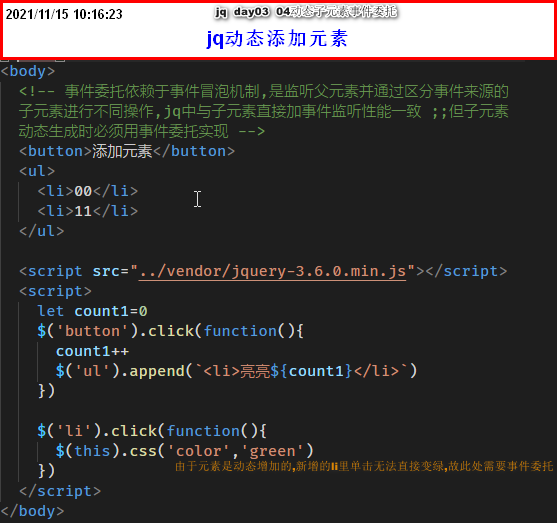 2021/11/15 10:16:23
jq day03 04动态子元素事件委托
jq动态添加元素
<body>
<!-- 事件委托依赖于事件冒泡机制,是监听父元素并通过区分事件来源的
子元素进行不同操作,jq中与子元素直接加事件监听性能一致 ;;但子元素
动态生成时必须用事件委托实现 -->
<button>添加元素</button>
<ul>
<li>00</li>
<li>11</li>
</ul>
<script src="../vendor/jquery-3.6.0.min.js"></script>
<script>
let count1=0
$('button').click(function(){
count1++
$('ul').append(`<li>亮亮${count1}</li>`)
})
$('li').click(function(){
$(this).css('color','green')
})
由于元素是动态增加的,新增的li里单击无法直接变绿,故此处需要事件委托
</script>
</body>